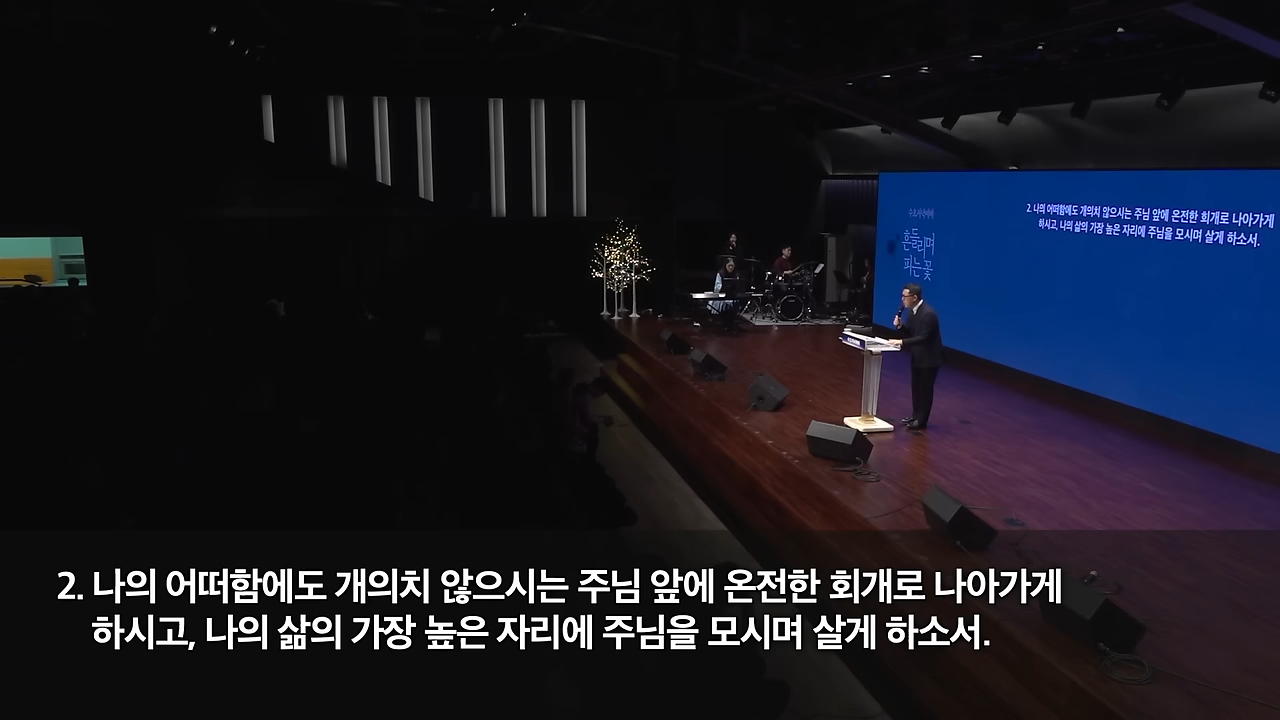 2. 나의 어떠함에도 개의치 않으시는 주님 앞에 온전한 회개로 나아가게
하시고, 나의 삶의 가장 높은 자리에 주님을 모시며 살게 하소서.
흔들리며
피는 꽃
2. 나의 어떠함에도 개의치 않으시는 주님 앞에 온전한 회개로 나아가게
하시고, 나의 삶의 가장 높은 자리에 주님을 모시며 살게 하소서.